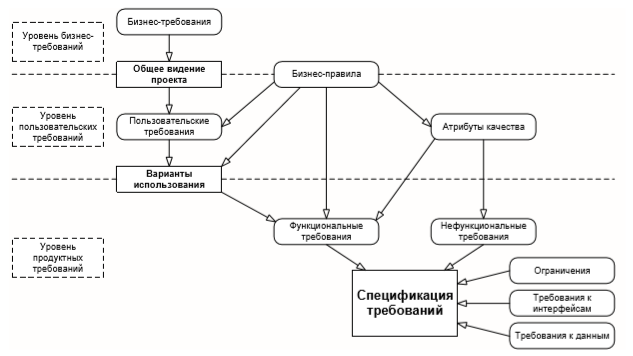 Бизнес-требования
Уровень бизнес-
требований
Общее видение
проекта
Бизнес-правила
Уровень
пользовательских
требований
Пользовательские
требования
Атрибуты качества
Варианты
использования
Функциональные
требования
Нефункциональные
требования
Уровень
продуктных
требований
Ограничения
Спецификация
требований
Требования к
интерфейсам
Требования к данным